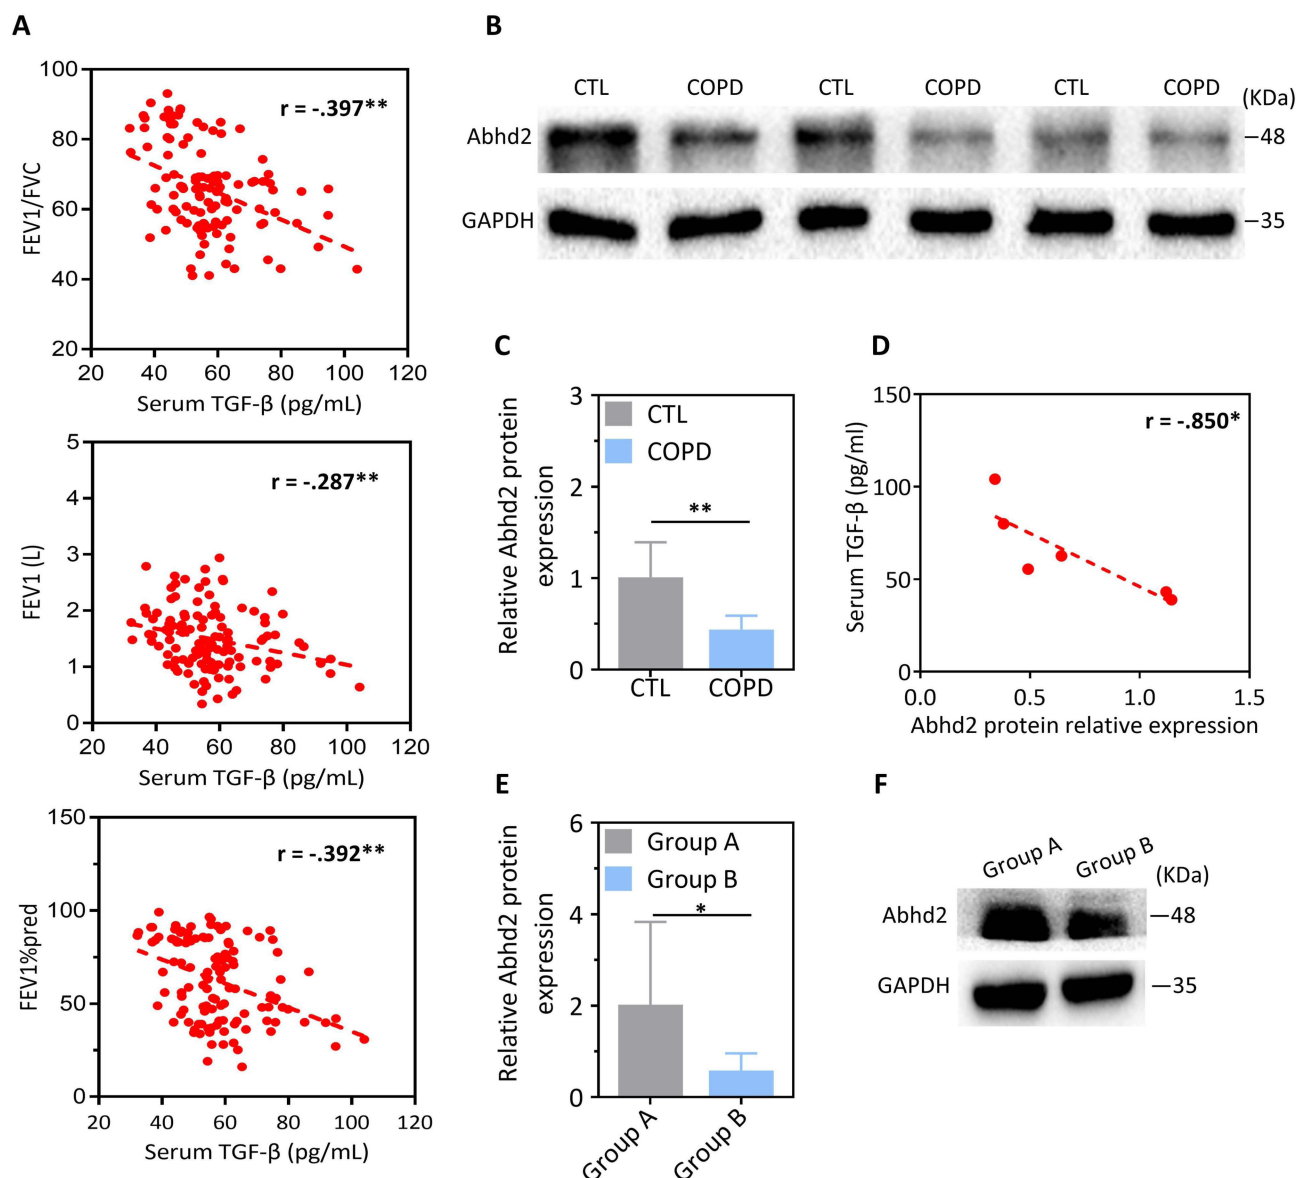 A
100
80
60
40
20
FEV1/FVC
r = -.397**
20 40 60 80 100 120
Serum TGF-β (pg/mL)
5
4
3
2
1
0
FEV1 (L)
r = -.287**
20 40 60 80 100 120
Serum TGF-β (pg/mL)
150
100
50
0
FEV1%pred
r = -.392**
20 40 60 80 100 120
Serum TGF-β (pg/mL)
B
CTL COPD CTL COPD CTL COPD (KDa)
Abhd2 –48
GAPDH –35
C
3
2
1
0
Relative Abhd2 protein
expression
CTL
COPD
**
CTL COPD
D
150
100
50
0
Serum TGF-β (pg/ml)
r = -.850*
0.0 0.5 1.0 1.5
Abhd2 protein relative expression
E
6
4
2
0
Relative Abhd2 protein
expression
Group A
Group B
*
Group A Group B
F
Group A Group B (KDa)
Abhd2 –48
GAPDH –35